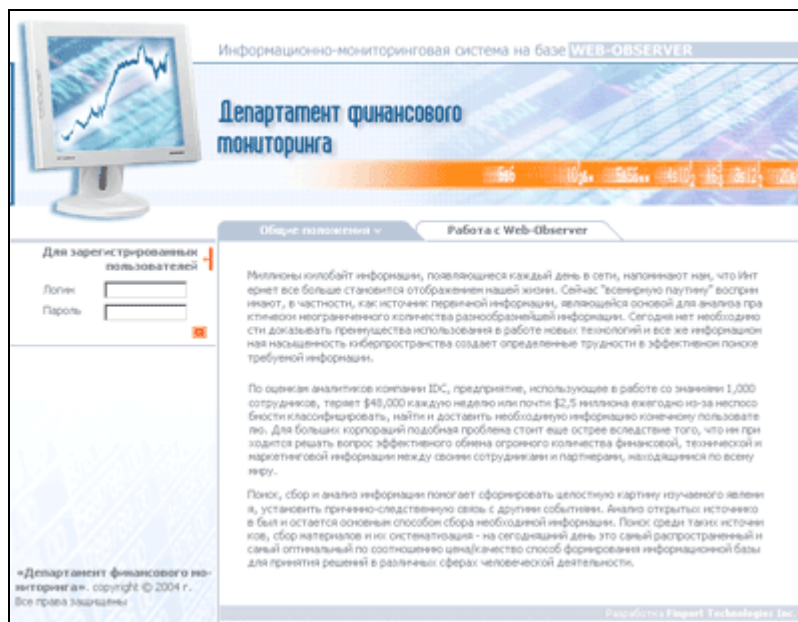 Информационно-мониторинговая система на базе WEB-OBSERVER
Департамент финансового
мониторинга
Общие положения
Работа с Web-Observer
Для зарегистрированных
пользователей
Логин
Пароль
Миллионы килобайт информации, появляющиеся каждый день в сети, напоминают нам, что Инт
ернет все больше становится отображением нашей жизни. Сейчас "всемирную паутину" восприн
имают, в частности, как источник первичной информации, являющейся основой для анализа пра
ктически неограниченного количества разнообразнейшей информации. Сегодня нет необходимо
сти доказывать преимущества использования в работе новых технологий и все же информацион
ная насыщенность киберпространства создает определенные трудности в эффективном поиске
требуемой информации.
По оценкам аналитиков компании IDC, предприятие, использующее в работе со знаниями 1,000
сотрудников, теряет $48,000 каждую неделю или почти $2,5 миллиона ежегодно из-за неспосо
бности классифицировать, найти и доставить необходимую информацию конечному пользовате
лю. Для больших корпораций подобная проблема стоит еще острее вследствие того, что им при
ходится решать вопрос эффективного обмена огромного количества финансовой, технической и
маркетинговой информации между своими сотрудниками и партнерами, находящимися по всему
миру.
Поиск, сбор и анализ информации помогает сформировать целостную картину изучаемого явлени
я, установить причинно-следственную связь с другими событиями. Анализ открытых источнико
в был и остается основным способом сбора необходимой информации. Поиск среди таких источни
ков, сбор материалов и их систематизация - на сегодняшний день это самый распространенный и
самый оптимальный по соотношению цена/качество способ формирования информационной базы
для принятия решений в различных сферах человеческой деятельности.
«Департамент финансового мо-
ниторинга». copyright © 2004 г.
Все права защищены
Разработка Finport Technologies Inc.